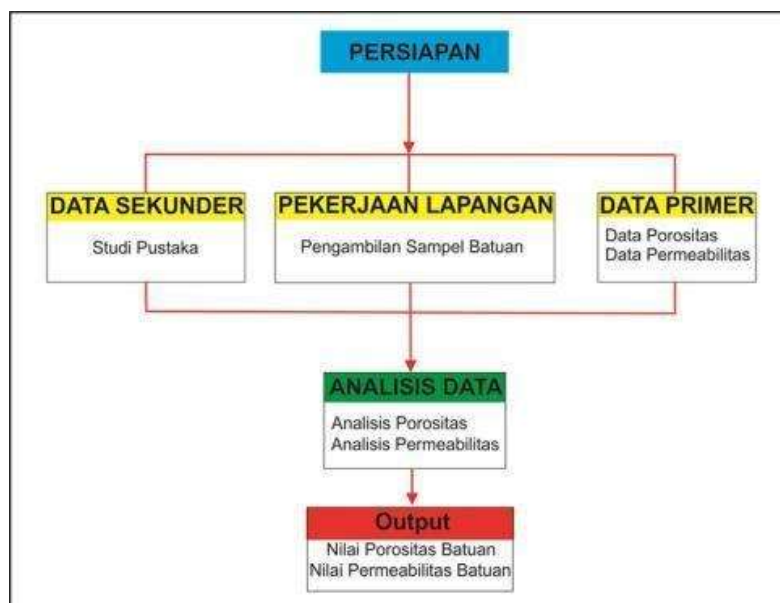 PERSIAPAN
DATA SEKUNDER
Studi Pustaka
PEKERJAAN LAPANGAN
Pengambilan Sampel Batuan
DATA PRIMER
Data Porositas
Data Permeabilitas
ANALISIS DATA
Analisis Porositas
Analisis Permeabilitas
Output
Nilai Porositas Batuan
Nilai Permeabilitas Batuan